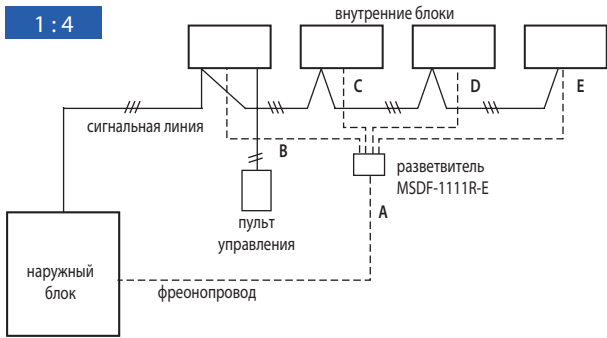 1 : 4
внутренние блоки
C
D
E
сигнальная линия
B
разветвитель
MSDF-1111R-E
A
пульт
управления
наружный
блок
фреонопровод